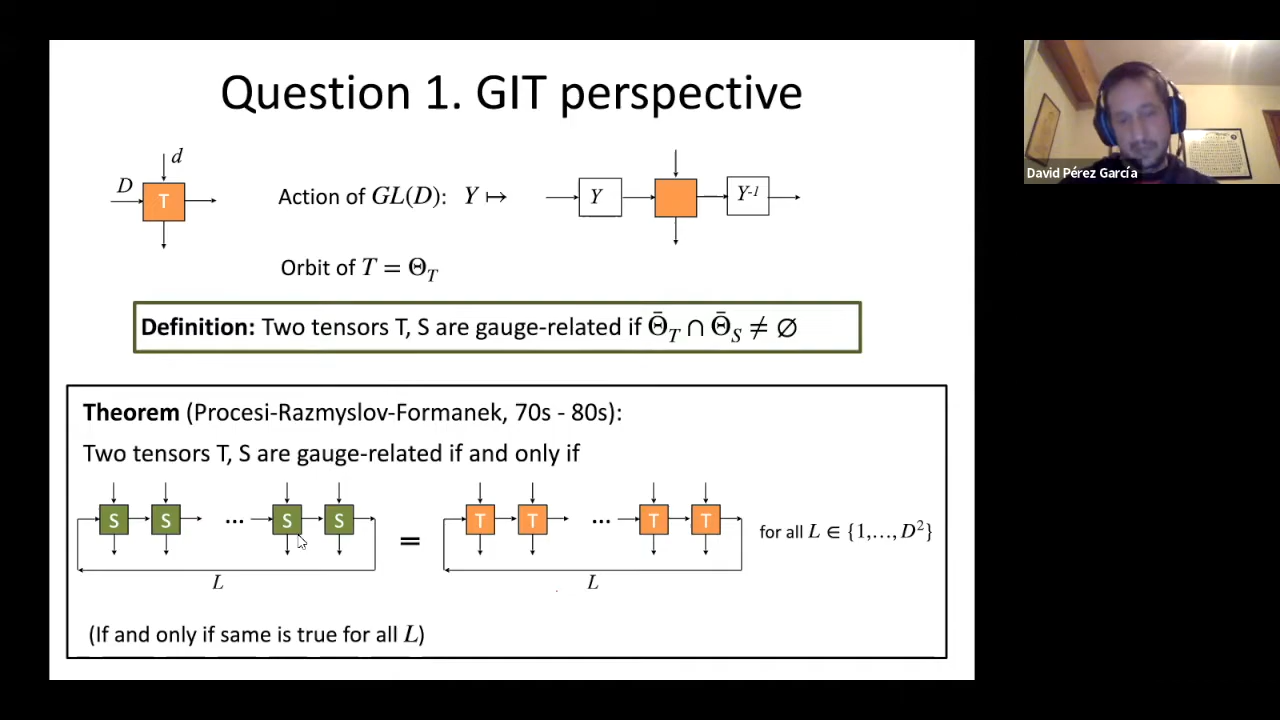 Question 1. GIT perspective
d
D
T
Action of GL(D): Y ↦
Y
Y⁻¹
Orbit of T = Θ_T
Definition: Two tensors T, S are gauge-related if Θ̄_T ∩ Θ̄_S ≠ ∅
Theorem (Procesi-Razmyslov-Formanek, 70s - 80s):
Two tensors T, S are gauge-related if and only if
S S ... S S = T T ... T T for all L ∈ {1,…,D²}
L L
(If and only if same is true for all L)
David Pérez García